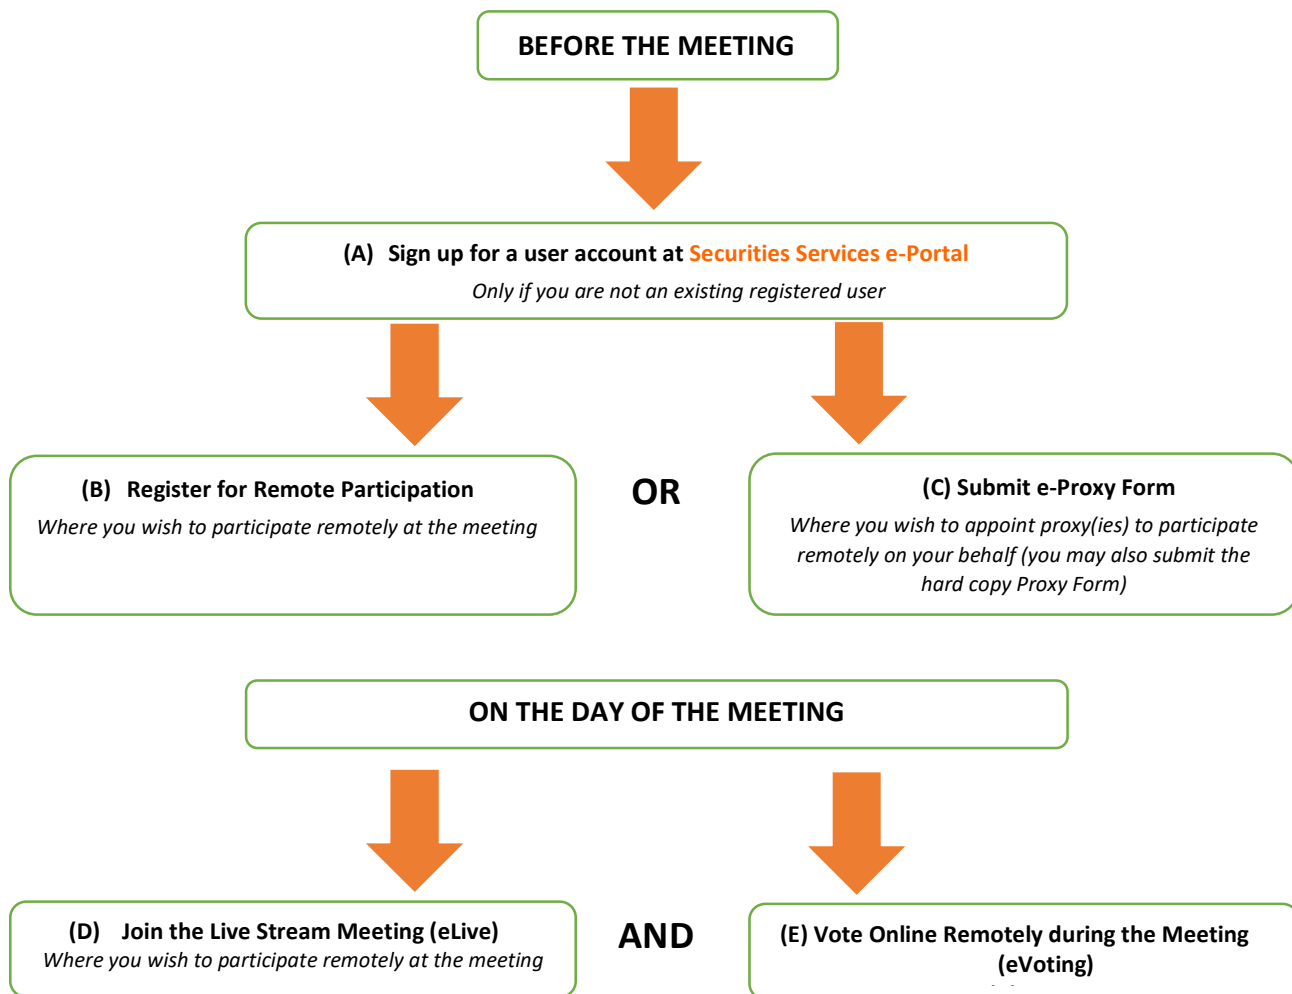 BEFORE THE MEETING
(A) Sign up for a user account at Securities Services e-Portal
Only if you are not an existing registered user
(B) Register for Remote Participation
Where you wish to participate remotely at the meeting
OR
(C) Submit e-Proxy Form
Where you wish to appoint proxy(ies) to participate
remotely on your behalf (you may also submit the
hard copy Proxy Form)
ON THE DAY OF THE MEETING
(D) Join the Live Stream Meeting (eLive)
Where you wish to participate remotely at the meeting
AND
(E) Vote Online Remotely during the Meeting
(eVoting)